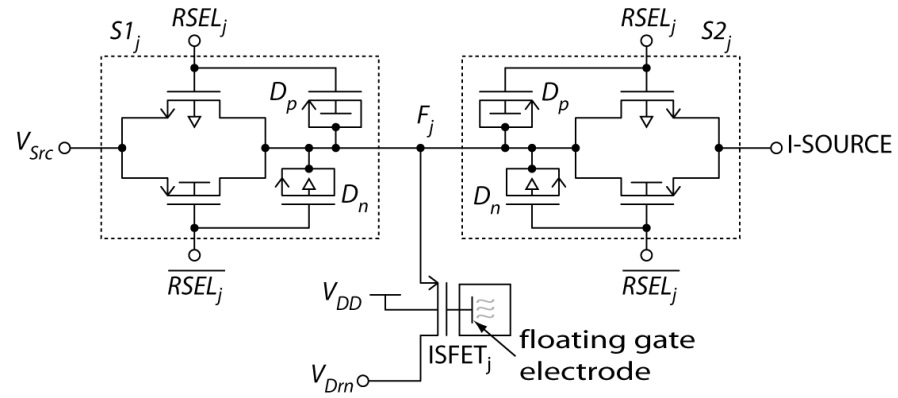 S1j
RSELj
Dp
VSrc
Fj
Dn
RSELj
RSELj
S2j
Dp
I-SOURCE
Dn
RSELj
VDD
ISFETj
floating gate
electrode
VDrn